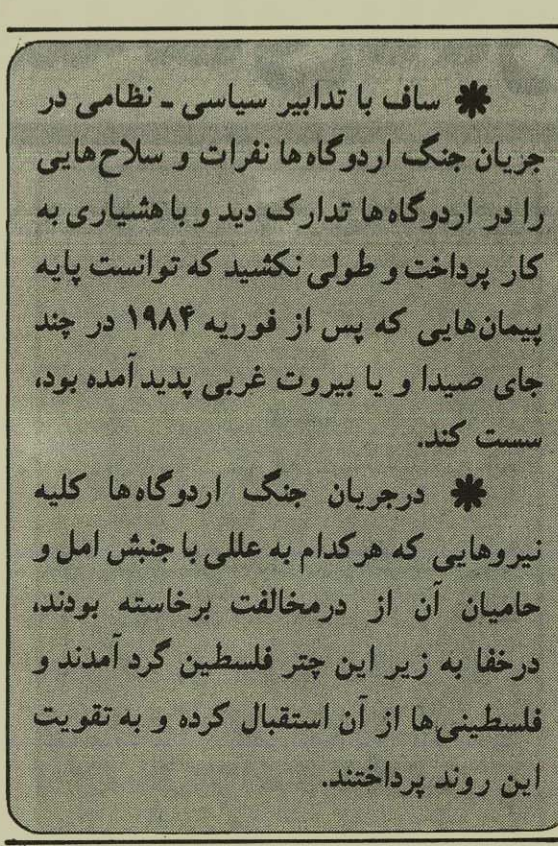 ❋ ساف با تدابیر سیاسی ـ نظامی در
جریان جنگ اردوگاه‌ها نفرات و سلاح‌هایی
را در اردوگاه‌ها تدارک دید و با هشیاری به
کار پرداخت و طولی نکشید که توانست پایه
پیمان‌هایی که پس از فوریه ۱۹۸۴ در چند
جای صیدا و یا بیروت غربی پدید آمده بود،
سست کند.
❋ درجریان جنگ اردوگاه‌ها کلیه
نیروهایی که هرکدام به عللی با جنبش امل و
حامیان آن از درمخالفت برخاسته بودند،
درخفا به زیر این چتر فلسطین گرد آمدند و
فلسطینی‌ها از آن استقبال کرده و به تقویت
این روند پرداختند.